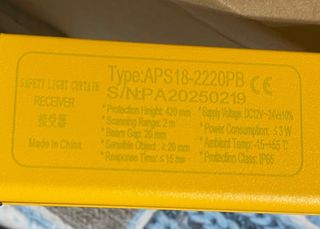 SAFETY LIGHT CURTAIN
RECEIVER
接受器
Made in China
Type:APS18-2220PB CE
S/N:PA20250219
*Protection Height: 420 mm
*Scanning Range: 2 m
*Beam Gap: 20 mm
*Sensible Object: ≥ 20 mm
*Response Time: ≤ 15 ms
*Supply Voltage: DC12V~24V±10%
*Power Consumption: ≤ 3 W
*Ambient Temp: -15~+55℃
*Protection Class: IP65